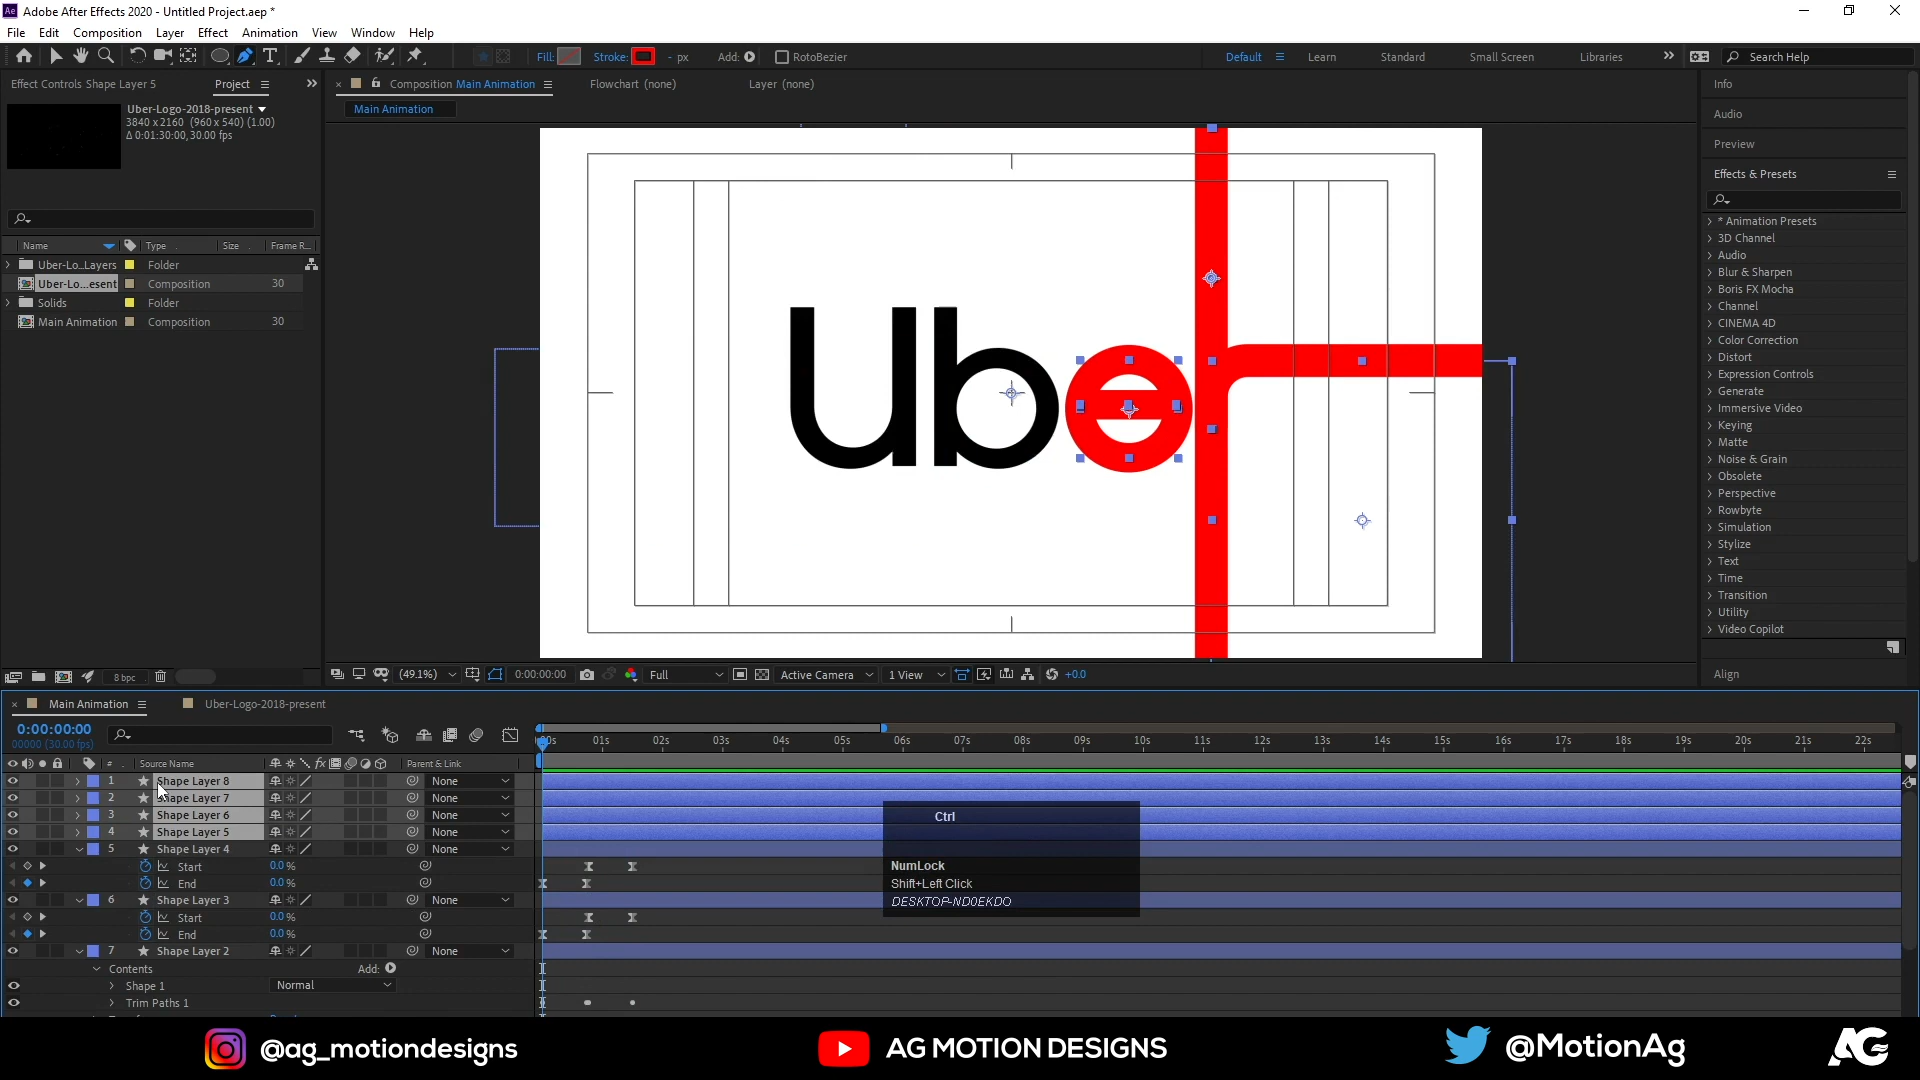 Ae Adobe After Effects 2020 - Untitled Project.aep *
File Edit Composition Layer Effect Animation View Window Help
Fill: Stroke: - px Add: RotoBezier Default Learn Standard Small Screen Libraries Search Help
Effect Controls Shape Layer 5 Project
Uber-Logo-2018-present
3840 x 2160 (960 x 540) (1.00)
Δ 0:01:30:00, 30.00 fps
Name Type Size Frame R...
Uber-Lo...Layers Folder
Uber-Lo...esent Composition 30
Solids Folder
Main Animation Composition 30
8 bpc
Composition Main Animation Flowchart (none) Layer (none)
Main Animation
Uber
(49.1%) 0:00:00:00 Full Active Camera 1 View +0.0
Info
Audio
Preview
Effects & Presets
* Animation Presets
3D Channel
Audio
Blur & Sharpen
Boris FX Mocha
Channel
CINEMA 4D
Color Correction
Distort
Expression Controls
Generate
Immersive Video
Keying
Matte
Noise & Grain
Obsolete
Perspective
Rowbyte
Simulation
Stylize
Text
Time
Transition
Utility
Video Copilot
Align
Main Animation Uber-Logo-2018-present
0:00:00:00
00000 (30.00 fps)
01s 02s 03s 04s 05s 06s 07s 08s 09s 10s 11s 12s 13s 14s 15s 16s 17s 18s 19s 20s 21s 22s
# Source Name fx Parent & Link
1 Shape Layer 8 None
2 Shape Layer 7 None
3 Shape Layer 6 None
4 Shape Layer 5 None
5 Shape Layer 4 None
Start 0.0 %
End 0.0 %
6 Shape Layer 3 None
Start 0.0 %
End 0.0 %
7 Shape Layer 2 None
Contents Add:
Shape 1 Normal
Trim Paths 1
Ctrl
NumLock
Shift+Left Click
DESKTOP-ND0EKDO
@ag_motiondesigns AG MOTION DESIGNS @MotionAg AG